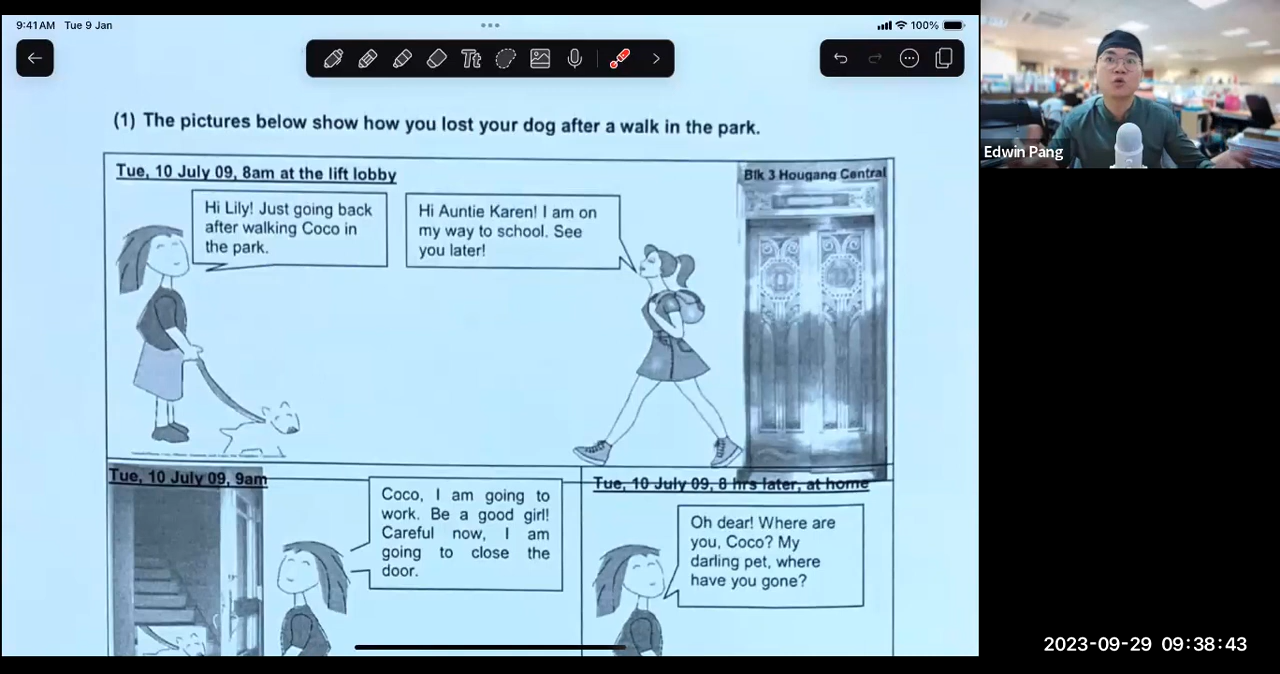 9:41 AM Tue 9 Jan
100%
Tt
(1) The pictures below show how you lost your dog after a walk in the park.
Tue, 10 July 09, 8am at the lift lobby
Blk 3 Hougang Central
Hi Lily! Just going back
after walking Coco in
the park.
Hi Auntie Karen! I am on
my way to school. See
you later!
Tue, 10 July 09, 9am
Coco, I am going to
work. Be a good girl!
Careful now, I am
going to close the
door.
Tue, 10 July 09, 8 hrs later, at home
Oh dear! Where are
you, Coco? My
darling pet, where
have you gone?
Edwin Pang
2023-09-29 09:38:43